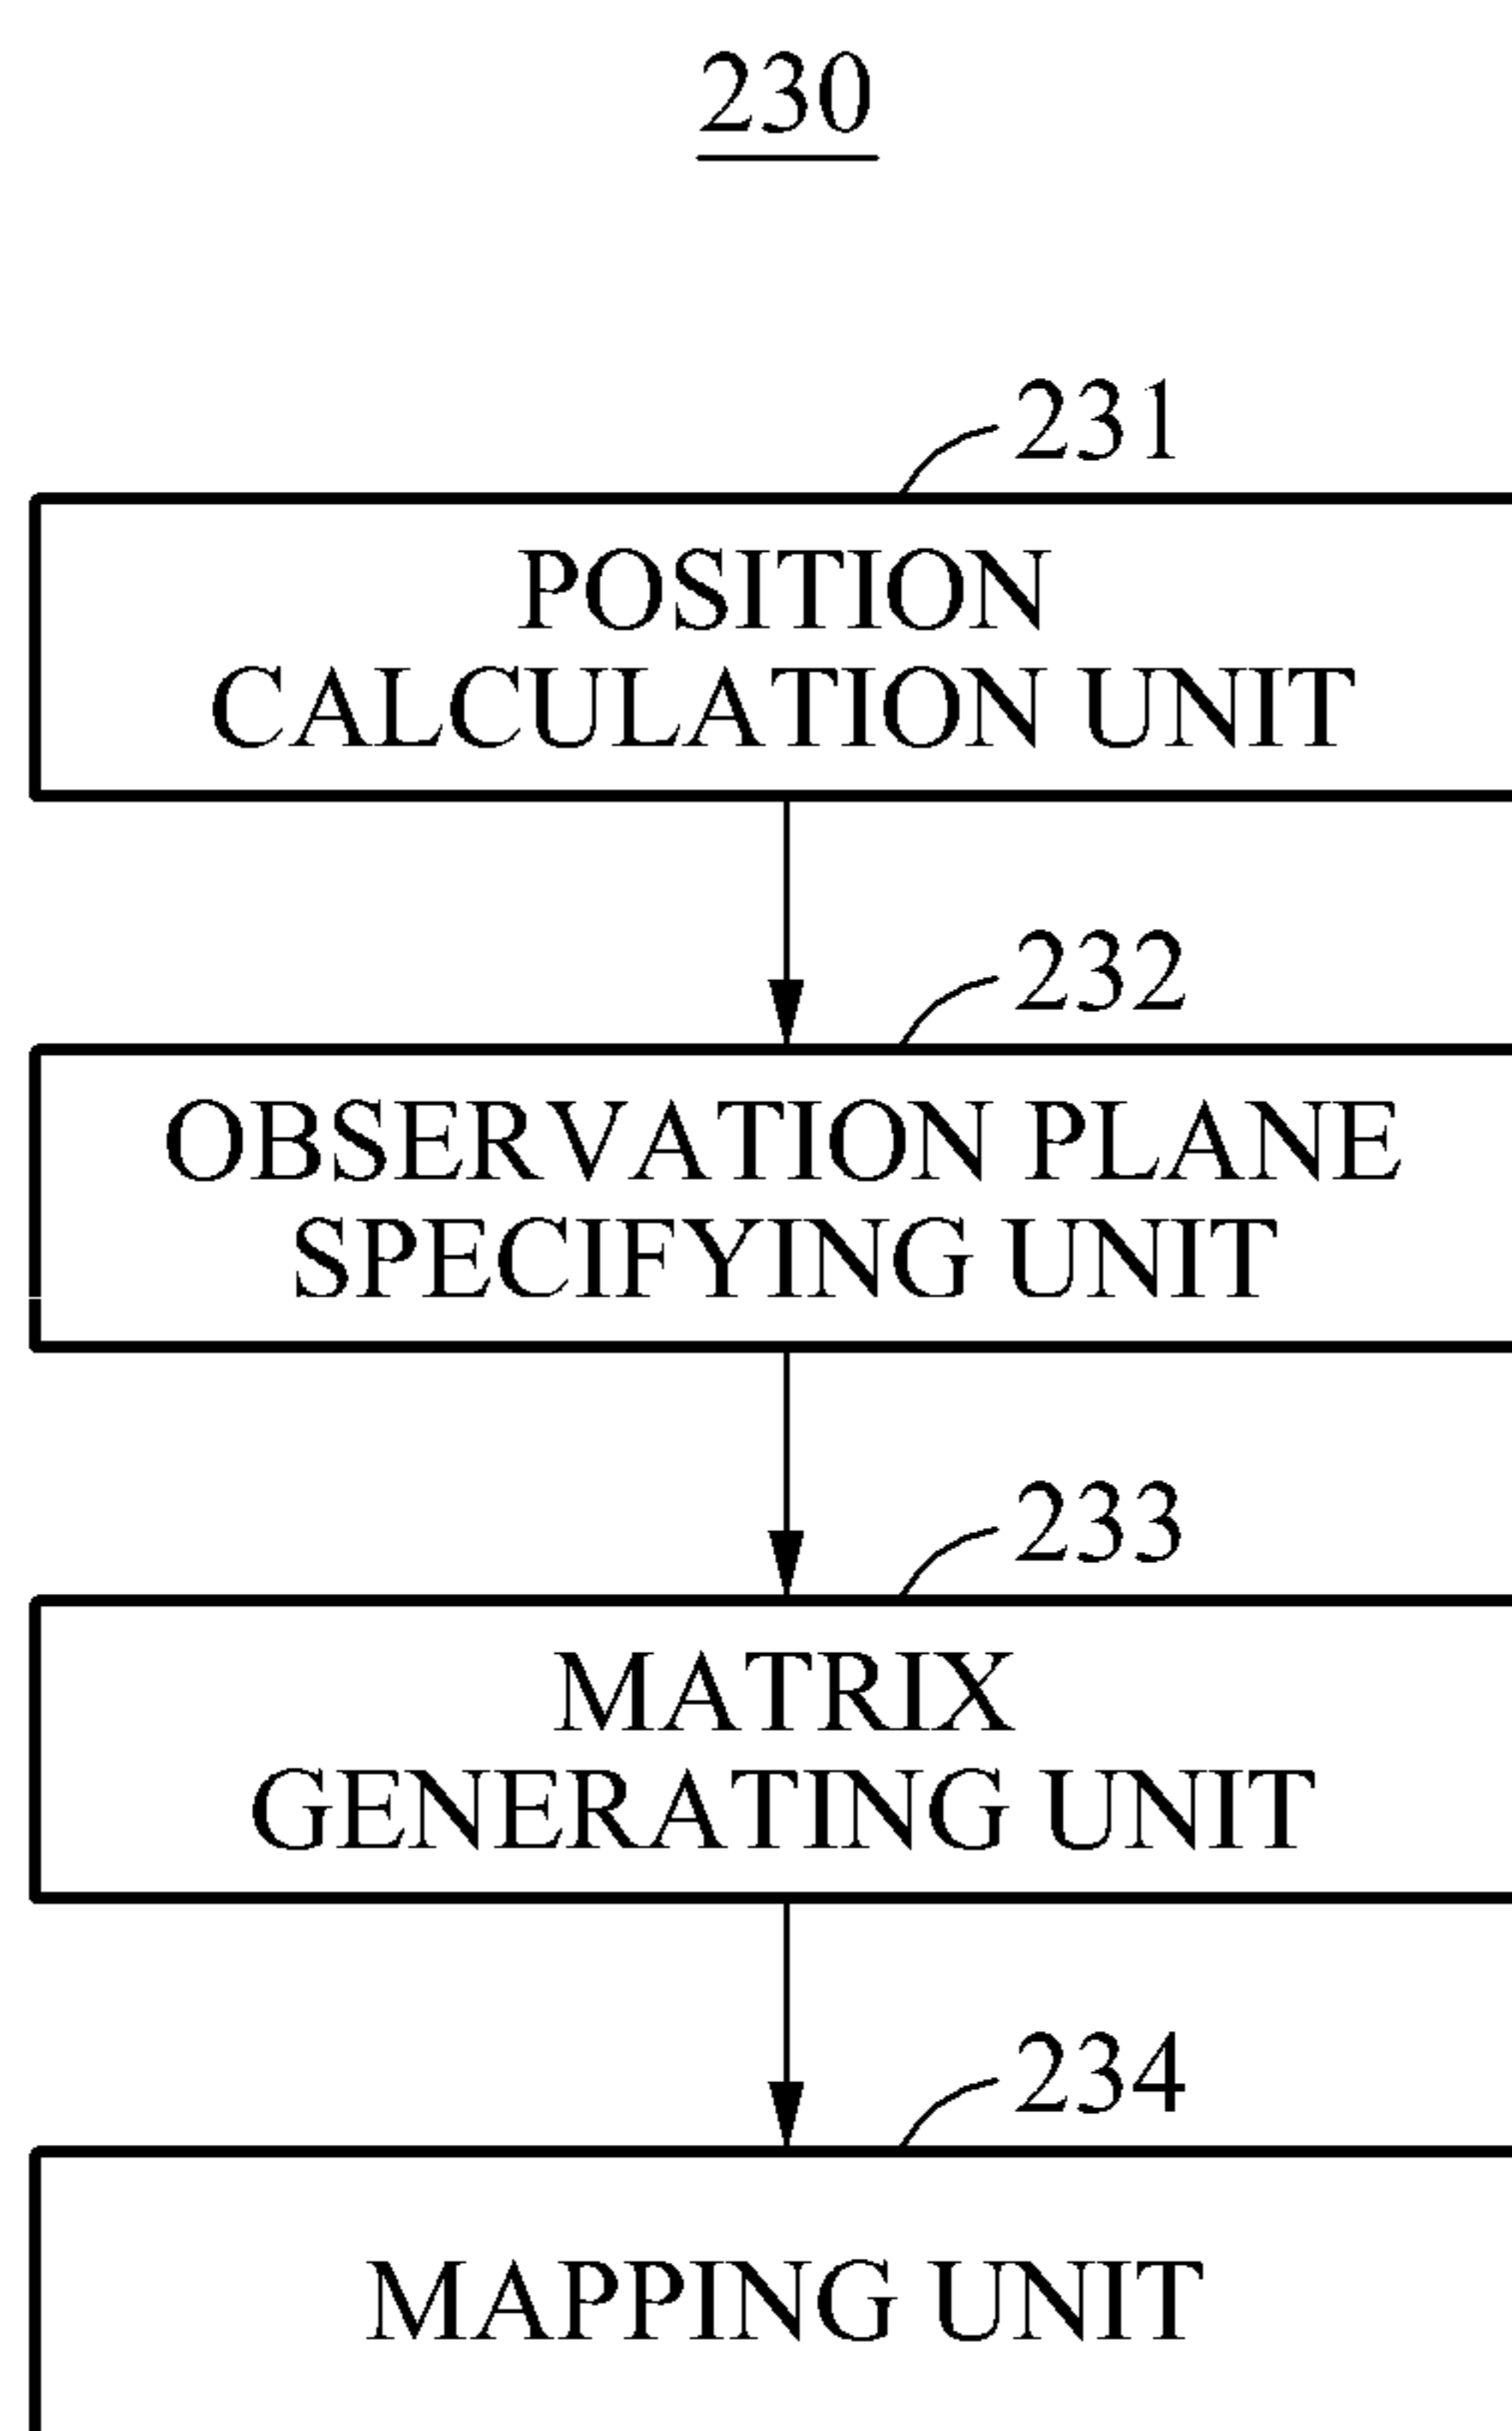 230
231
POSITION
CALCULATION UNIT
232
OBSERVATION PLANE
SPECIFYING UNIT
233
MATRIX
GENERATING UNIT
234
MAPPING UNIT